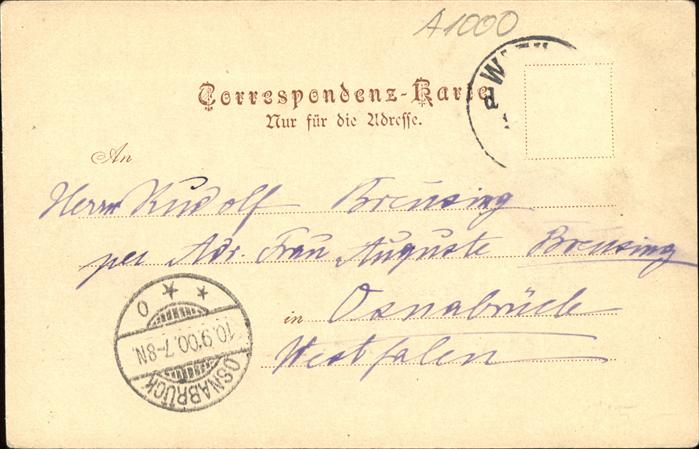 A1000
W
Correspondenz-Karte
Nur für die Adresse.
An
Herrn Rudolf Breusing
per Adr. Frau Auguste Breusing
in Osnabrück
Westfalen
* * O
10.9.00.7-8N
OSNABRÜCK